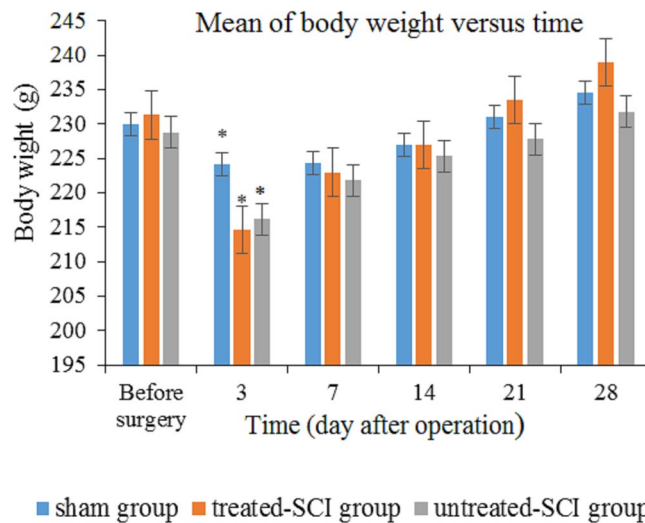 Mean of body weight versus time
Body wight (g)
245
240
235
230
225
220
215
210
205
200
195
*
*
*
Before surgery
3
7
14
21
28
Time (day after operation)
sham group
treated-SCI group
untreated-SCI group